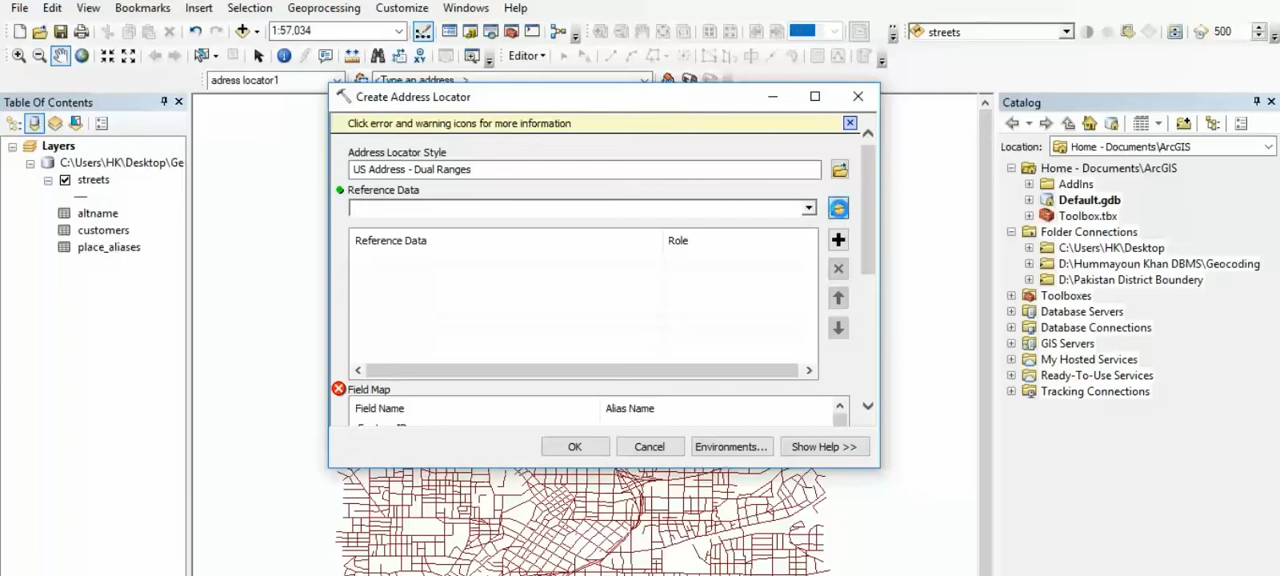 File Edit View Bookmarks Insert Selection Geoprocessing Customize Windows Help
1:57,034
streets
500
Editor
adress locator1
<Type an address...>
Table Of Contents
Layers
C:\Users\HK\Desktop\Ge
streets
altname
customers
place_aliases
Create Address Locator
Click error and warning icons for more information
Address Locator Style
US Address - Dual Ranges
Reference Data
Reference Data Role
Field Map
Field Name Alias Name
OK Cancel Environments... Show Help >>
Catalog
Location: Home - Documents\ArcGIS
Home - Documents\ArcGIS
AddIns
Default.gdb
Toolbox.tbx
Folder Connections
C:\Users\HK\Desktop
D:\Hummayoun Khan DBMS\Geocoding
D:\Pakistan District Boundery
Toolboxes
Database Servers
Database Connections
GIS Servers
My Hosted Services
Ready-To-Use Services
Tracking Connections